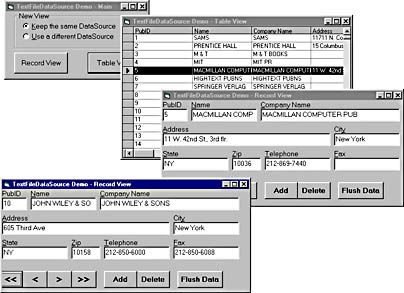 TextFileDataSource Demo - Main
New View
Keep the same DataSource
Use a different DataSource
Record View
Table V
TextFileDataSource Demo - Table View
PubID Name Company Name Address
1 SAMS SAMS 11711 N. Co
2 PRENTICE HALL PRENTICE HALL 15 Columbus
3 M & T M & T BOOKS
4 MIT MIT PR
5 MACMILLAN COMPUTI MACMILLAN COMPUTEI 11 W. 42nd S
6 HIGHTEXT PUBNS HIGHTEXT PUBNS
7 SPRINGER VERLAG SPRINGER VERLAG
8
9
10
11
12
13
14
TextFileDataSource Demo - Record View
PubID Name Company Name
5 MACMILLAN COMP MACMILLAN COMPUTER PUB
Address City
11 W. 42nd St., 3rd flr. New York
State Zip Telephone Fax
NY 10036 212-869-7440
Add Delete Flush Data
TextFileDataSource Demo - Record View
PubID Name Company Name
10 JOHN WILEY & SO JOHN WILEY & SONS
Address City
605 Third Ave New York
State Zip Telephone Fax
NY 10158 212-850-6000 212-850-6088
<< < > >> Add Delete Flush Data